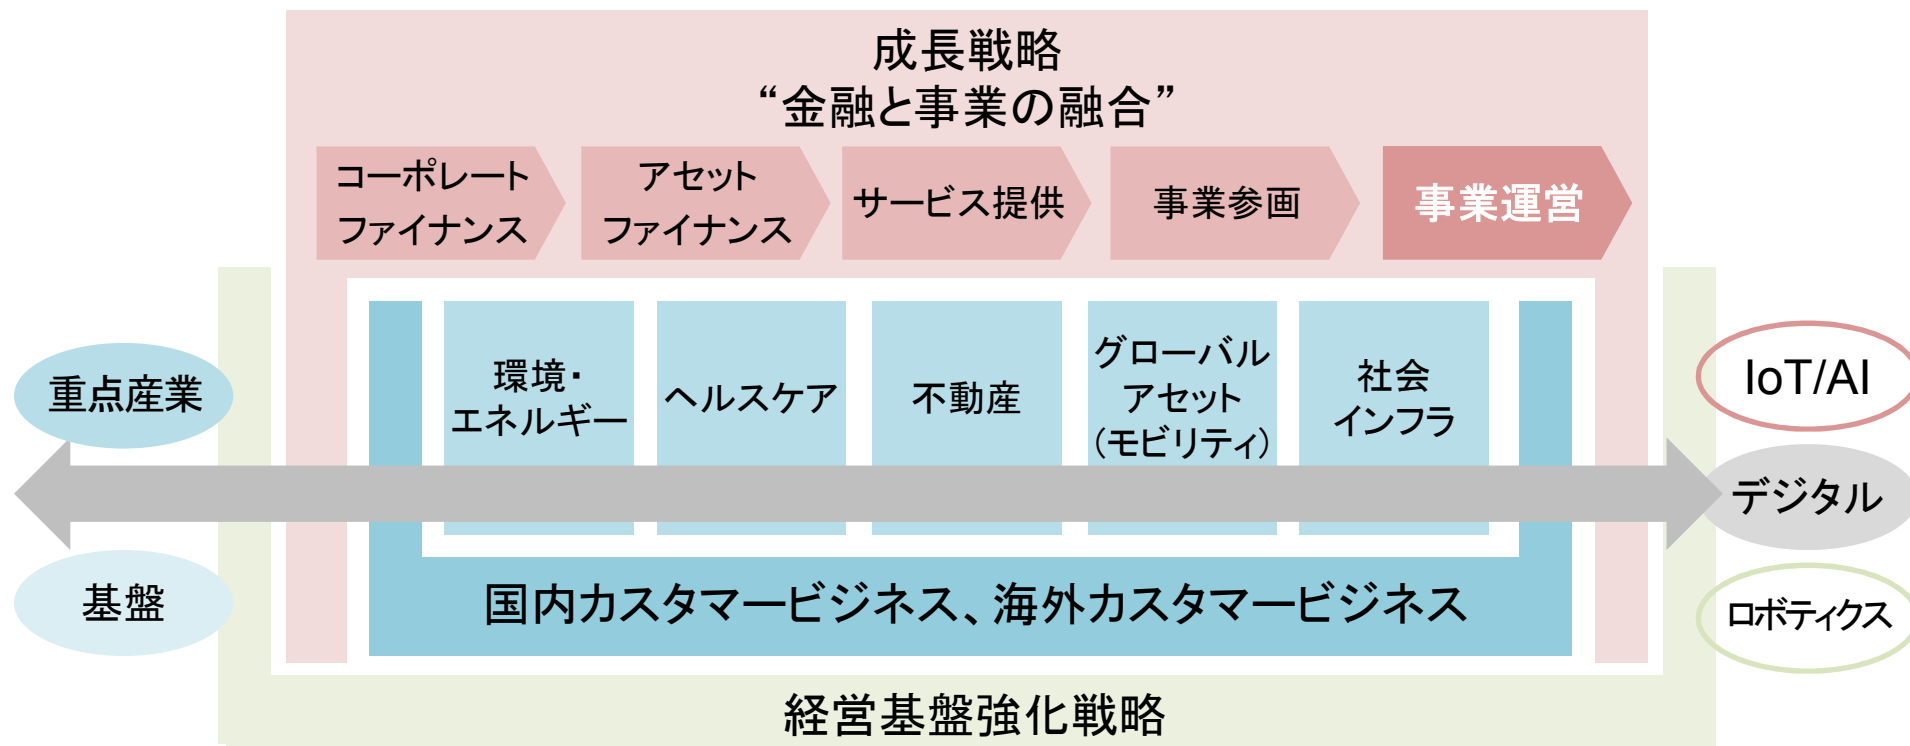 成長戦略
“金融と事業の融合”
コーポレート
ファイナンス
アセット
ファイナンス
サービス提供
事業参画
事業運営
重点産業
環境・
エネルギー
ヘルスケア
不動産
グローバル
アセット
(モビリティ)
社会
インフラ
IoT/AI
デジタル
基盤
国内カスタマービジネス、海外カスタマービジネス
ロボティクス
経営基盤強化戦略